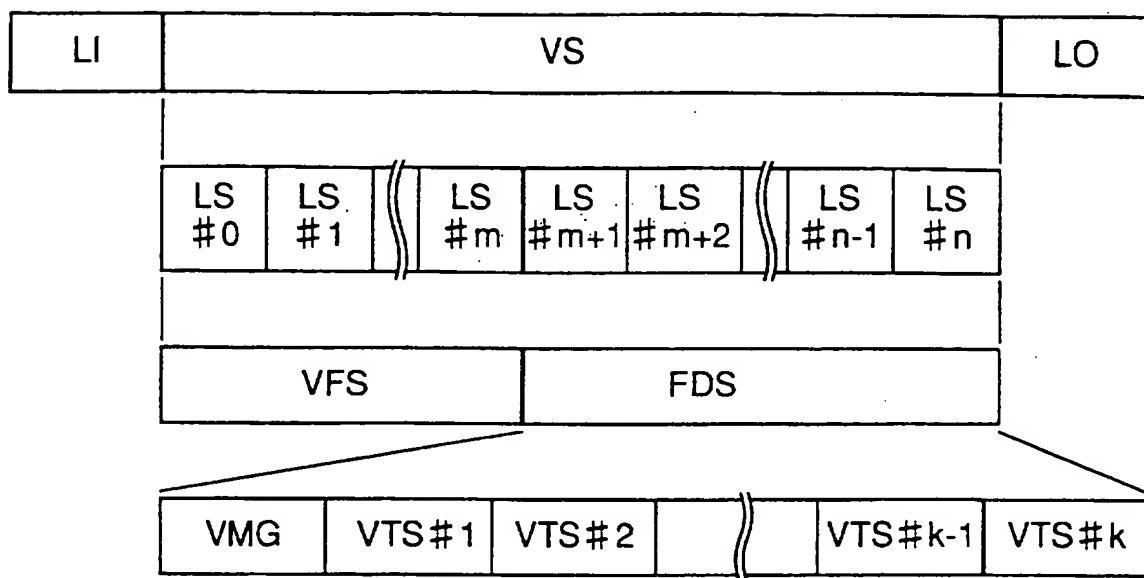 LI VS LO
LS #0 LS #1 LS #m LS #m+1 LS #m+2 LS #n-1 LS #n
VFS FDS
VMG VTS#1 VTS#2 VTS#k-1 VTS#k